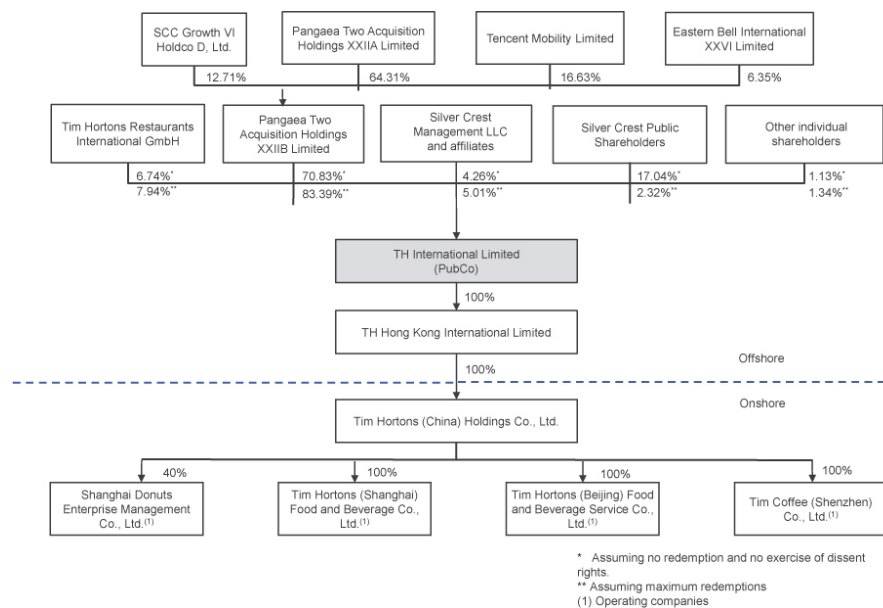 SCC Growth VI
Holdco D, Ltd.
Pangaea Two Acquisition
Holdings XXIIA Limited
Tencent Mobility Limited
Eastern Bell International
XXVI Limited
12.71%
64.31%
16.63%
6.35%
Tim Hortons Restaurants
International GmbH
Pangaea Two
Acquisition Holdings
XXIIB Limited
Silver Crest
Management LLC
and affiliates
Silver Crest Public
Shareholders
Other individual
shareholders
6.74%*
70.83%*
4.26%*
17.04%*
1.13%*
7.94%**
83.39%**
5.01%**
2.32%**
1.34%**
TH International Limited
(PubCo)
100%
TH Hong Kong International Limited
100%
Offshore
Onshore
Tim Hortons (China) Holdings Co., Ltd.
40%
100%
100%
100%
Shanghai Donuts
Enterprise Management
Co., Ltd.(1)
Tim Hortons (Shanghai)
Food and Beverage Co.,
Ltd.(1)
Tim Hortons (Beijing) Food
and Beverage Service Co.,
Ltd.(1)
Tim Coffee (Shenzhen)
Co., Ltd.(1)
* Assuming no redemption and no exercise of dissent
rights.
** Assuming maximum redemptions
(1) Operating companies